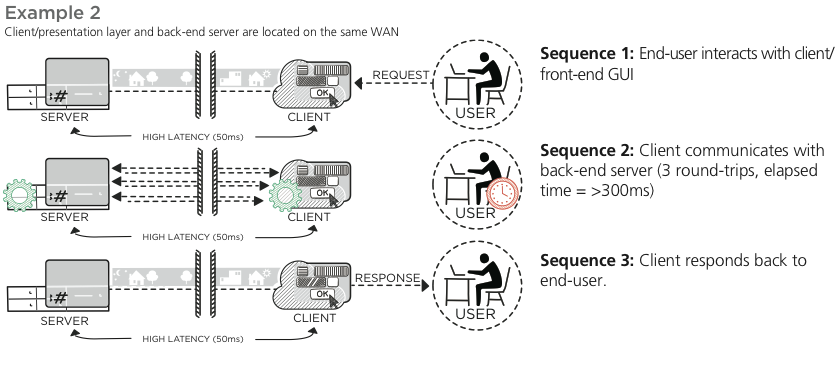 Example 2
Client/presentation layer and back-end server are located on the same WAN
#
SERVER
OK
CLIENT
HIGH LATENCY (50ms)
REQUEST
USER
Sequence 1: End-user interacts with client/
front-end GUI
#
SERVER
OK
CLIENT
HIGH LATENCY (50ms)
USER
Sequence 2: Client communicates with
back-end server (3 round-trips, elapsed
time = >300ms)
#
SERVER
OK
CLIENT
HIGH LATENCY (50ms)
RESPONSE
USER
Sequence 3: Client responds back to
end-user.